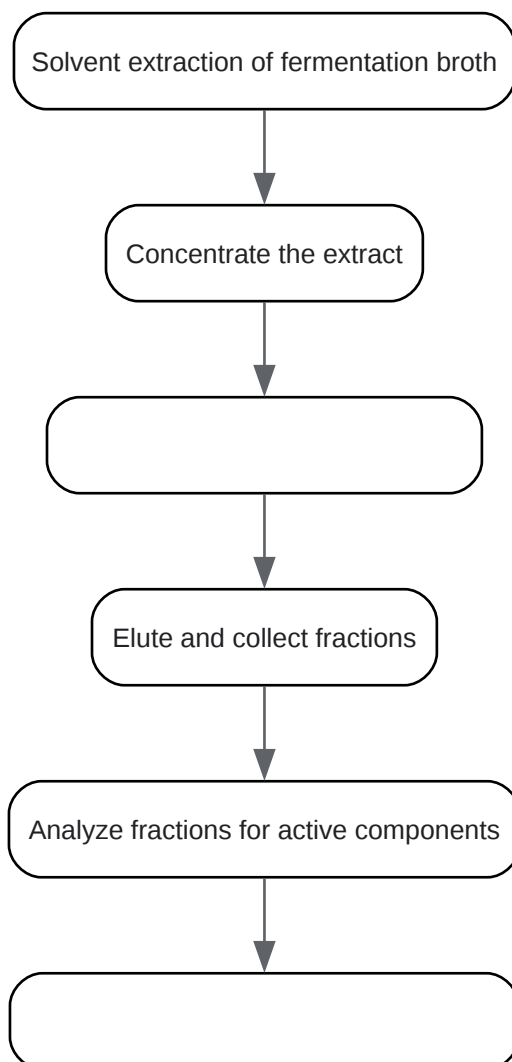 Solvent extraction of fermentation broth
Concentrate the extract
Elute and collect fractions
Analyze fractions for active components